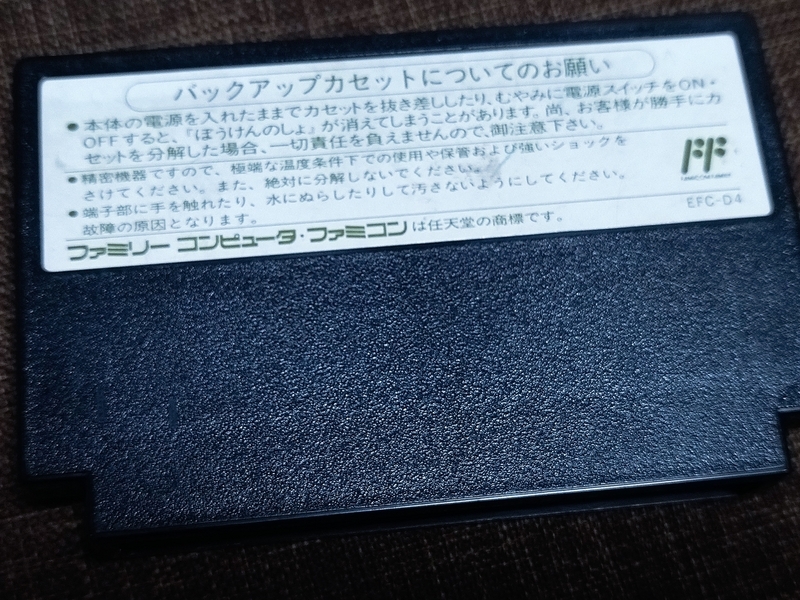 バックアップカセットについてのお願い
●本体の電源を入れたままでカセットを抜き差ししたり、むやみに電源スイッチをON・
OFFすると、『ぼうけんのしょ』が消えてしまうことがあります。尚、お客様が勝手にカ
セットを分解した場合、一切責任を負えませんので、御注意下さい。
●精密機器ですので、極端な温度条件下での使用や保管および強いショックを
さけてください。また、絶対に分解しないでください。
●端子部に手を触れたり、水にぬらしたりして汚さないようにしてください。
故障の原因となります。
EFC-D4
ファミリーコンピュータ・ファミコンは任天堂の商標です。